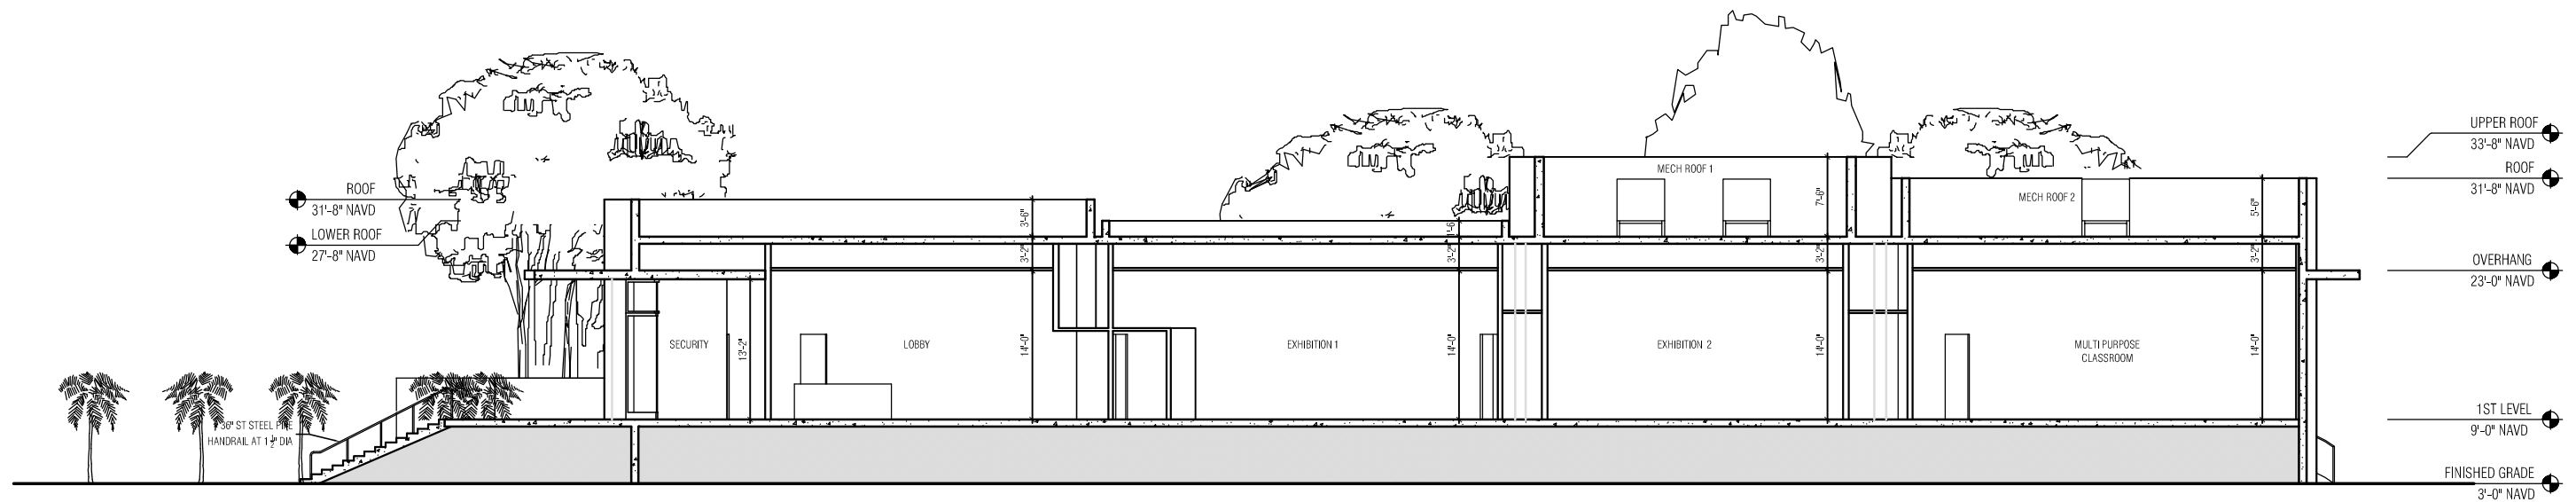 UPPER ROOF
33'-8" NAVD
ROOF
31'-8" NAVD
MECH ROOF 1
MECH ROOF 2
ROOF
31'-8" NAVD
LOWER ROOF
27'-8" NAVD
3'-6"
1'-6
7'-6"
5'-6"
3'-2"
3'-2"
3'-2"
3'-2"
OVERHANG
23'-0" NAVD
SECURITY
13'-2"
LOBBY
14'-0"
EXHIBITION 1
14'-0"
EXHIBITION 2
14'-0"
MULTI PURPOSE
CLASSROOM
14'-0"
1ST LEVEL
9'-0" NAVD
36" ST STEEL PIPE
HANDRAIL AT 1 1/2" DIA
FINISHED GRADE
3'-0" NAVD